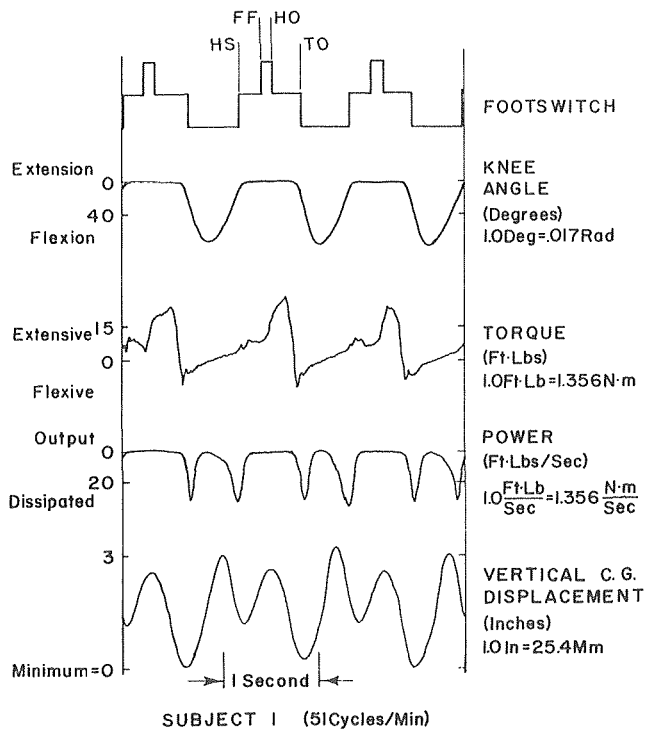 FF HO
HS TO
FOOTSWITCH
Extension
0
40
Flexion
KNEE
ANGLE
(Degrees)
1.0Deg=.017Rad
Extensive 15
0
Flexive
TORQUE
(Ft·Lbs)
1.0Ft·Lb=1.356N·m
Output
0
20
Dissipated
POWER
(Ft·Lbs/Sec)
1.0 Ft·Lb/Sec = 1.356 N·m/Sec
3
Minimum=0
VERTICAL C.G.
DISPLACEMENT
(Inches)
1.0In=25.4Mm
1 Second
SUBJECT 1 (51Cycles/Min)